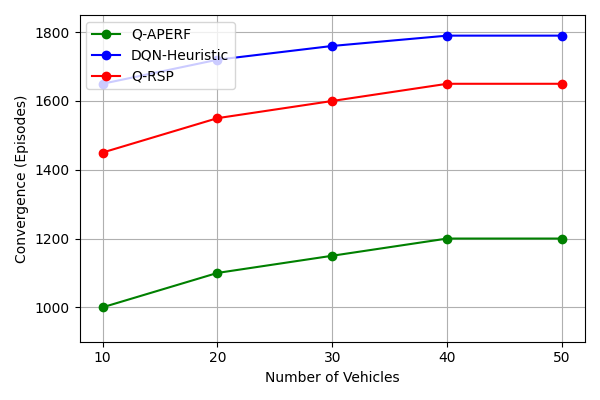 Q-APERF
DQN-Heuristic
Q-RSP
1800
1600
1400
1200
1000
Convergence (Episodes)
10 20 30 40 50
Number of Vehicles